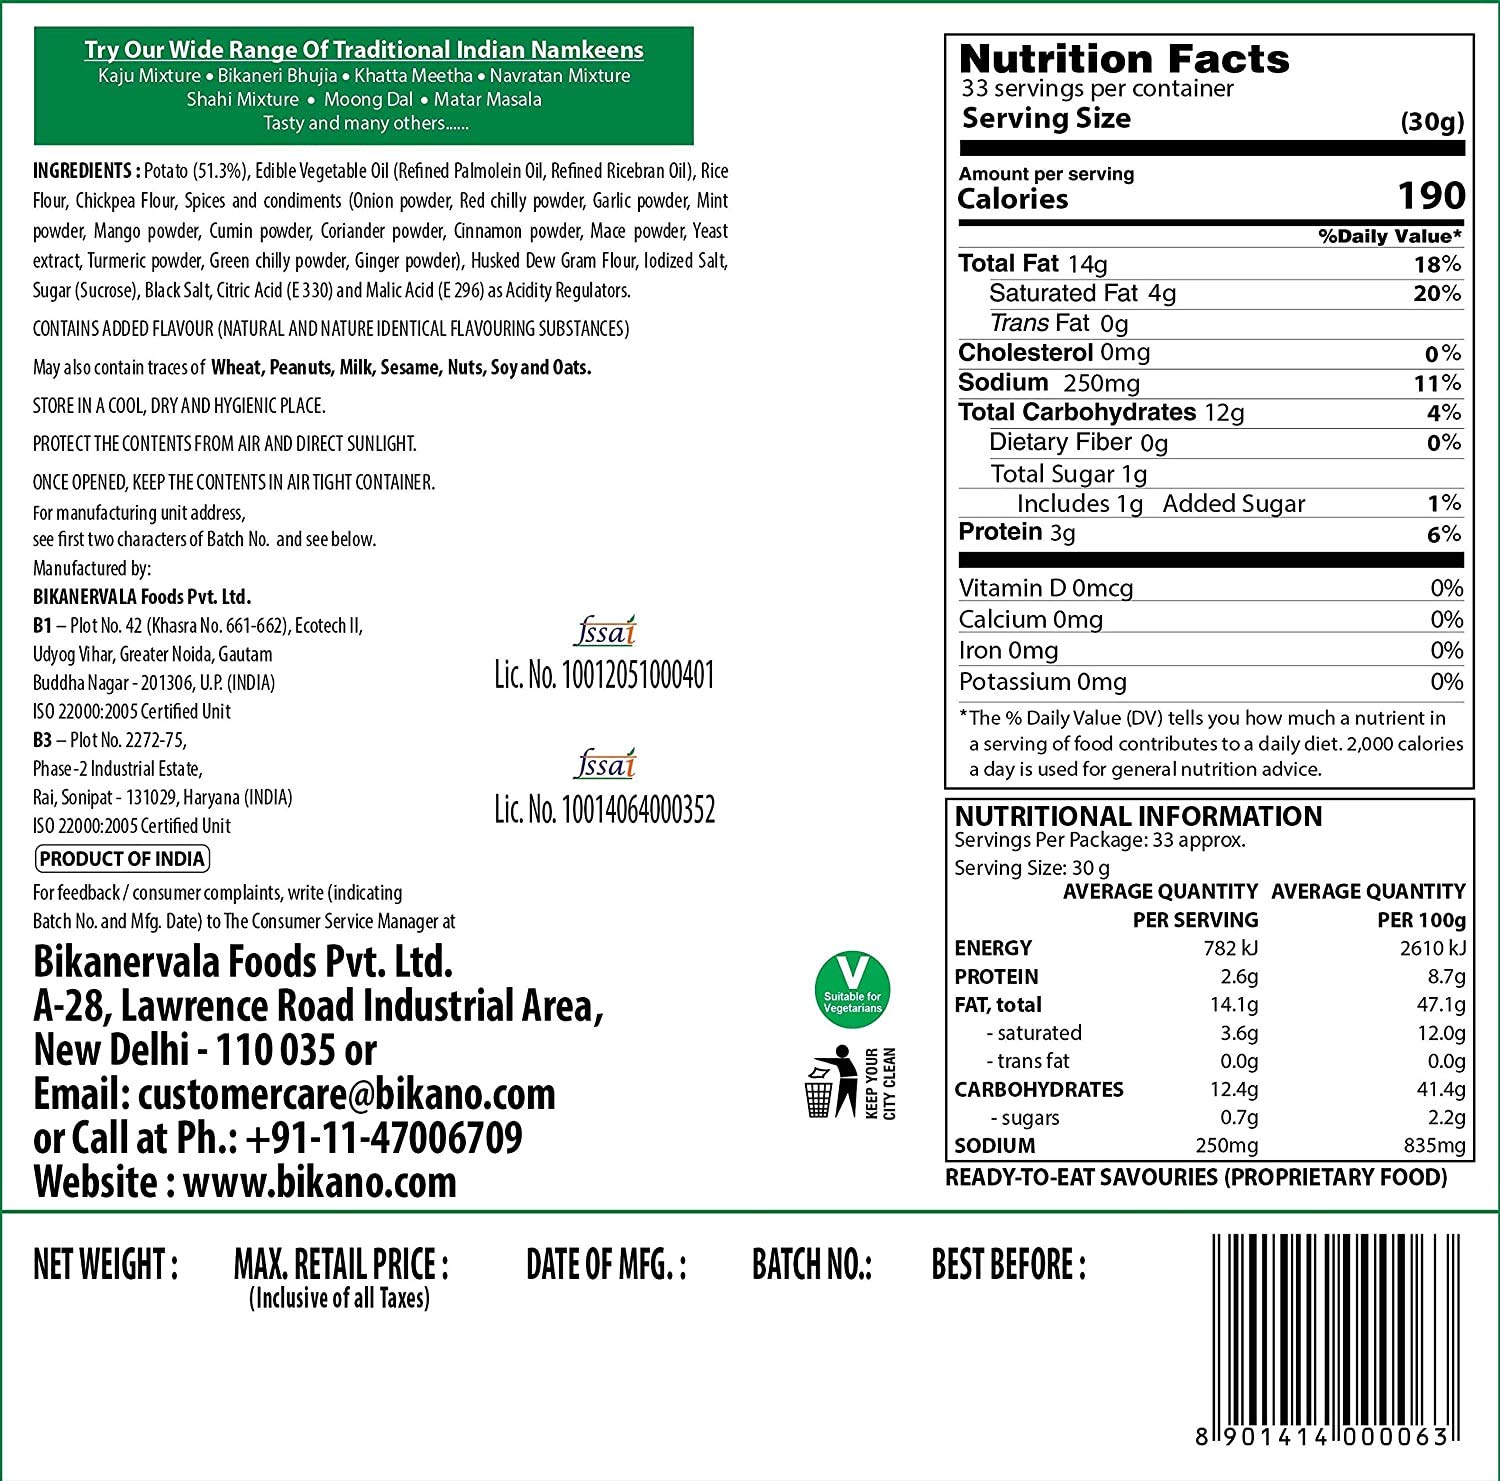 Try Our Wide Range Of Traditional Indian Namkeens
Kaju Mixture • Bikaneri Bhujia • Khatta Meetha • Navratan Mixture
Shahi Mixture • Moong Dal • Matar Masala
Tasty and many others......
INGREDIENTS : Potato (51.3%), Edible Vegetable Oil (Refined Palmolein Oil, Refined Ricebran Oil), Rice
Flour, Chickpea Flour, Spices and condiments (Onion powder, Red chilly powder, Garlic powder, Mint
powder, Mango powder, Cumin powder, Coriander powder, Cinnamon powder, Mace powder, Yeast
extract, Turmeric powder, Green chilly powder, Ginger powder), Husked Dew Gram Flour, Iodized Salt,
Sugar (Sucrose), Black Salt, Citric Acid (E 330) and Malic Acid (E 296) as Acidity Regulators.
CONTAINS ADDED FLAVOUR (NATURAL AND NATURE IDENTICAL FLAVOURING SUBSTANCES)
May also contain traces of Wheat, Peanuts, Milk, Sesame, Nuts, Soy and Oats.
STORE IN A COOL, DRY AND HYGIENIC PLACE.
PROTECT THE CONTENTS FROM AIR AND DIRECT SUNLIGHT.
ONCE OPENED, KEEP THE CONTENTS IN AIR TIGHT CONTAINER.
For manufacturing unit address,
see first two characters of Batch No. and see below.
Manufactured by:
BIKANERVALA Foods Pvt. Ltd.
B1 – Plot No. 42 (Khasra No. 661-662), Ecotech II,
Udyog Vihar, Greater Noida, Gautam
Buddha Nagar - 201306, U.P. (INDIA)
ISO 22000:2005 Certified Unit
fssai
Lic. No. 10012051000401
B3 – Plot No. 2272-75,
Phase-2 Industrial Estate,
Rai, Sonipat - 131029, Haryana (INDIA)
ISO 22000:2005 Certified Unit
fssai
Lic. No. 10014064000352
PRODUCT OF INDIA
For feedback / consumer complaints, write (indicating
Batch No. and Mfg. Date) to The Consumer Service Manager at
Bikanervala Foods Pvt. Ltd.
A-28, Lawrence Road Industrial Area,
New Delhi - 110 035 or
Email: customercare@bikano.com
or Call at Ph.: +91-11-47006709
Website : www.bikano.com
V
Suitable for
Vegetarians
KEEP YOUR
CITY CLEAN
Nutrition Facts
33 servings per container
Serving Size (30g)
Amount per serving
Calories 190
%Daily Value*
Total Fat 14g 18%
Saturated Fat 4g 20%
Trans Fat 0g
Cholesterol 0mg 0%
Sodium 250mg 11%
Total Carbohydrates 12g 4%
Dietary Fiber 0g 0%
Total Sugar 1g
Includes 1g Added Sugar 1%
Protein 3g 6%
Vitamin D 0mcg 0%
Calcium 0mg 0%
Iron 0mg 0%
Potassium 0mg 0%
*The % Daily Value (DV) tells you how much a nutrient in
a serving of food contributes to a daily diet. 2,000 calories
a day is used for general nutrition advice.
NUTRITIONAL INFORMATION
Servings Per Package: 33 approx.
Serving Size: 30 g
AVERAGE QUANTITY AVERAGE QUANTITY
PER SERVING PER 100g
ENERGY 782 kJ 2610 kJ
PROTEIN 2.6g 8.7g
FAT, total 14.1g 47.1g
- saturated 3.6g 12.0g
- trans fat 0.0g 0.0g
CARBOHYDRATES 12.4g 41.4g
- sugars 0.7g 2.2g
SODIUM 250mg 835mg
READY-TO-EAT SAVOURIES (PROPRIETARY FOOD)
NET WEIGHT : MAX. RETAIL PRICE : DATE OF MFG. : BATCH NO.: BEST BEFORE :
(Inclusive of all Taxes)
8 901414 000063